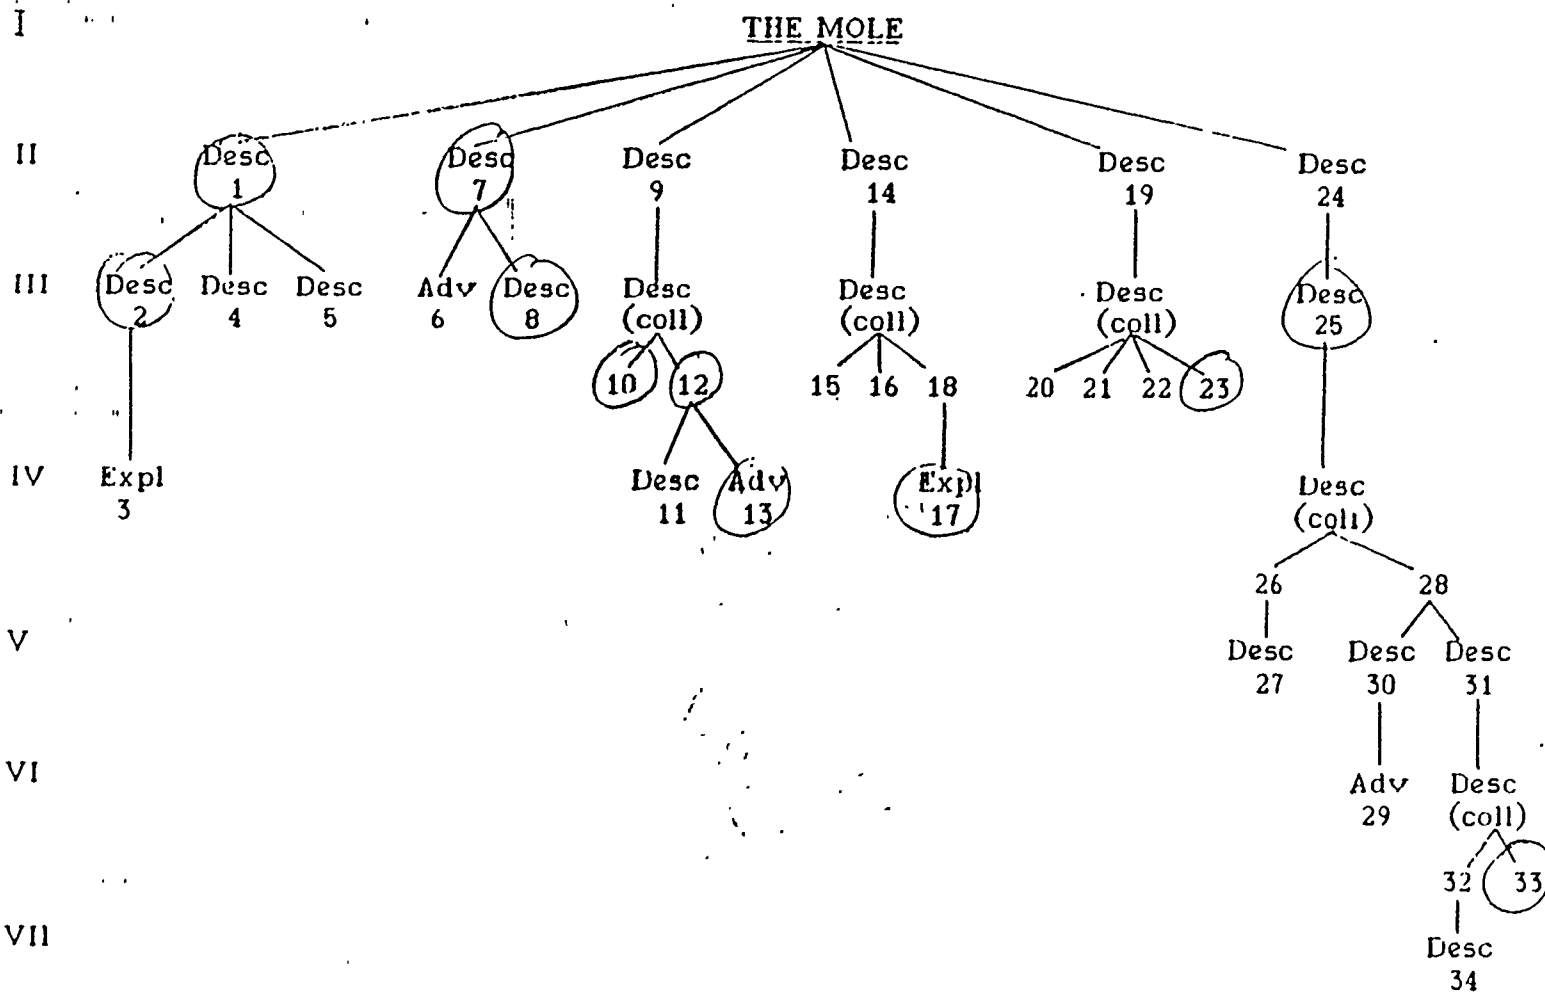 I
THE MOLE
II
Desc Desc Desc Desc Desc Desc
1 7 9 14 19 24
III
Desc Desc Desc Adv Desc Desc Desc Desc Desc
2 4 5 6 8 (coll) (coll) (coll) 25
10 12 15 16 18 20 21 22 23
IV
Expl Desc Adv Expl Desc
3 11 13 17 (coll)
26 28
V
Desc Desc Desc
27 30 31
VI
Adv Desc
29 (coll)
32 33
VII
Desc
34